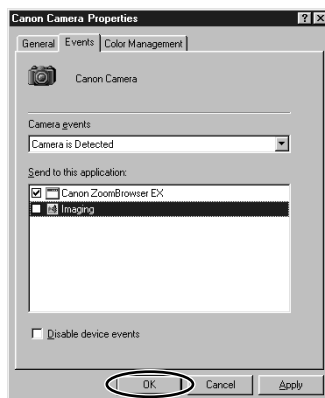 Canon Camera Properties
General Events Color Management
Canon Camera
Camera events
Camera is Detected
Send to this application:
Canon ZoomBrowser EX
Imaging
Disable device events
OK Cancel Apply